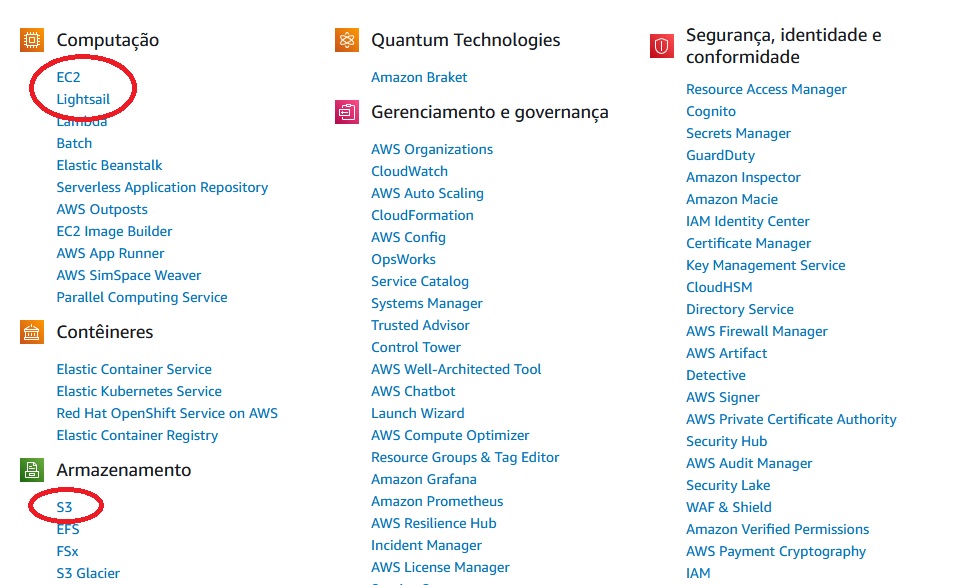 Computação
EC2
Lightsail
Lambda
Batch
Elastic Beanstalk
Serverless Application Repository
AWS Outposts
EC2 Image Builder
AWS App Runner
AWS SimSpace Weaver
Parallel Computing Service
Contêineres
Elastic Container Service
Elastic Kubernetes Service
Red Hat OpenShift Service on AWS
Elastic Container Registry
Armazenamento
S3
EFS
FSx
S3 Glacier
Quantum Technologies
Amazon Braket
Gerenciamento e governança
AWS Organizations
CloudWatch
AWS Auto Scaling
CloudFormation
AWS Config
OpsWorks
Service Catalog
Systems Manager
Trusted Advisor
Control Tower
AWS Well-Architected Tool
AWS Chatbot
Launch Wizard
AWS Compute Optimizer
Resource Groups & Tag Editor
Amazon Grafana
Amazon Prometheus
AWS Resilience Hub
Incident Manager
AWS License Manager
Segurança, identidade e
conformidade
Resource Access Manager
Cognito
Secrets Manager
GuardDuty
Amazon Inspector
Amazon Macie
IAM Identity Center
Certificate Manager
Key Management Service
CloudHSM
Directory Service
AWS Firewall Manager
AWS Artifact
Detective
AWS Signer
AWS Private Certificate Authority
Security Hub
AWS Audit Manager
Security Lake
WAF & Shield
Amazon Verified Permissions
AWS Payment Cryptography
IAM